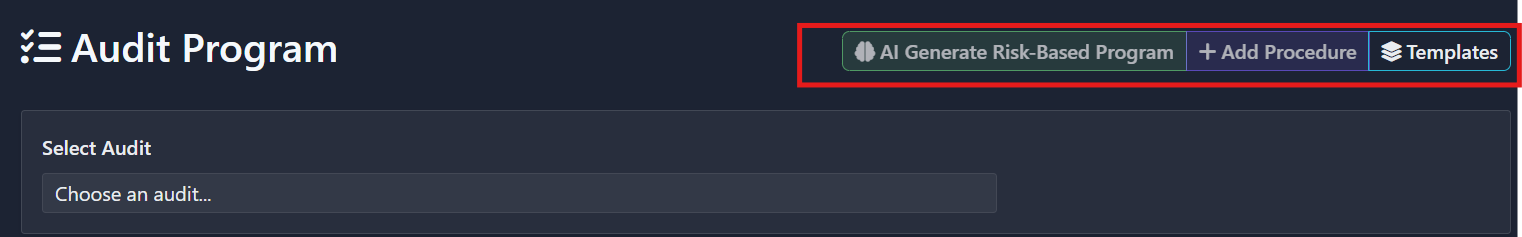 Audit Program
AI Generate Risk-Based Program
Add Procedure
Templates
Select Audit
Choose an audit...